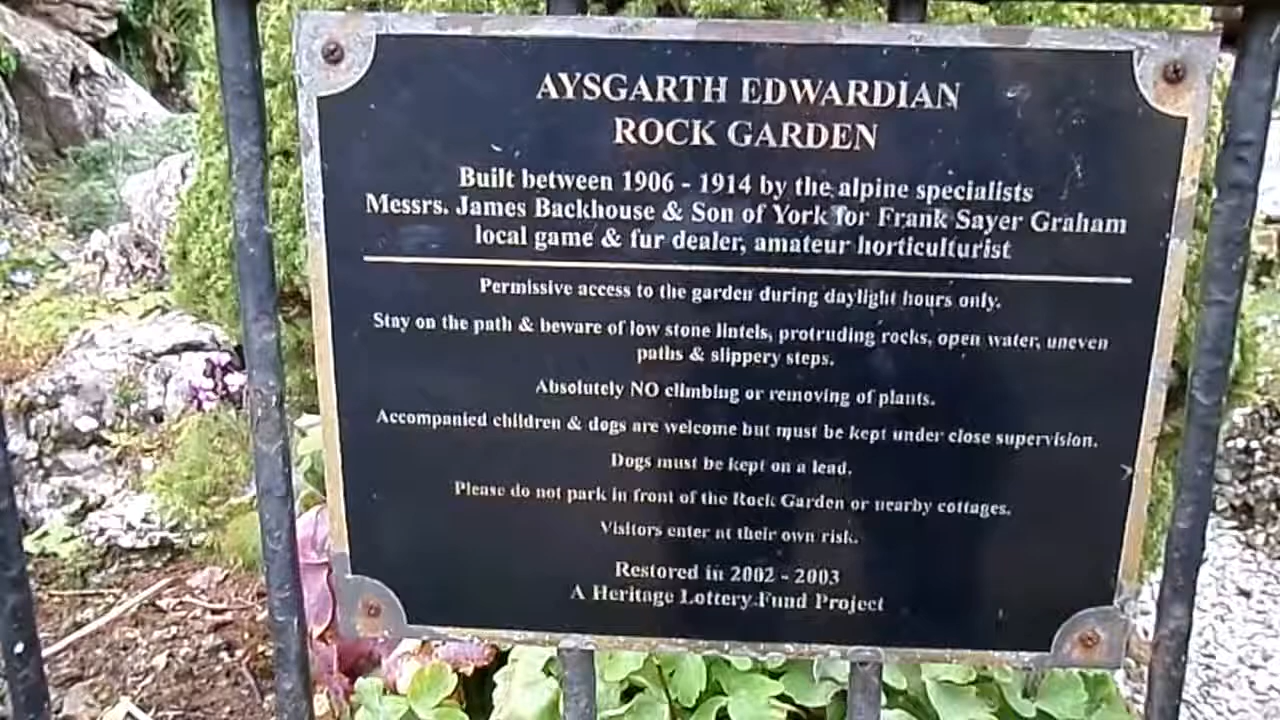 AYSGARTH EDWARDIAN
ROCK GARDEN
Built between 1906 - 1914 by the alpine specialists
Messrs. James Backhouse & Son of York for Frank Sayer Graham
local game & fur dealer, amateur horticulturist
Permissive access to the garden during daylight hours only.
Stay on the path & beware of low stone lintels, protruding rocks, open water, uneven
paths & slippery steps.
Absolutely NO climbing or removing of plants.
Accompanied children & dogs are welcome but must be kept under close supervision.
Dogs must be kept on a lead.
Please do not park in front of the Rock Garden or nearby cottages.
Visitors enter at their own risk.
Restored in 2002 - 2003
A Heritage Lottery Fund Project